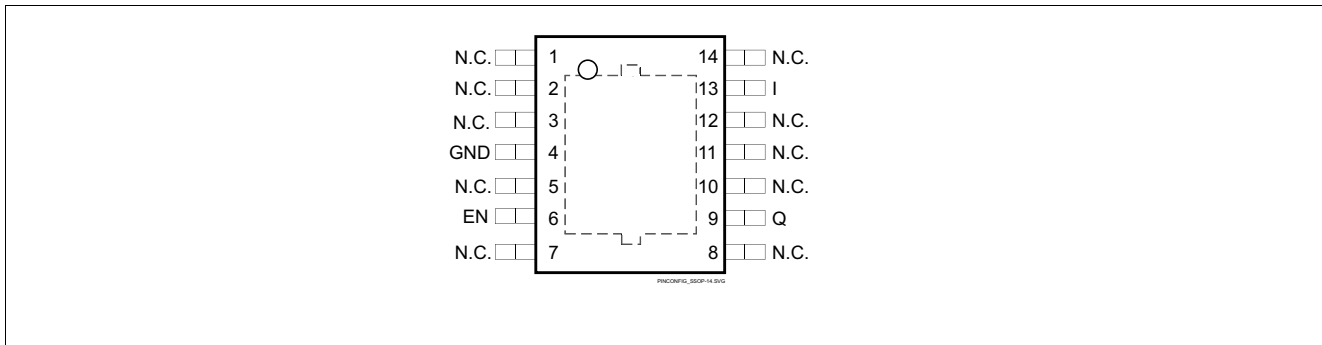 N.C. 1 14 N.C.
N.C. 2 13 I
N.C. 3 12 N.C.
GND 4 11 N.C.
N.C. 5 10 N.C.
EN 6 9 Q
N.C. 7 8 N.C.
PINCONFIG_SSOP-14.SVG